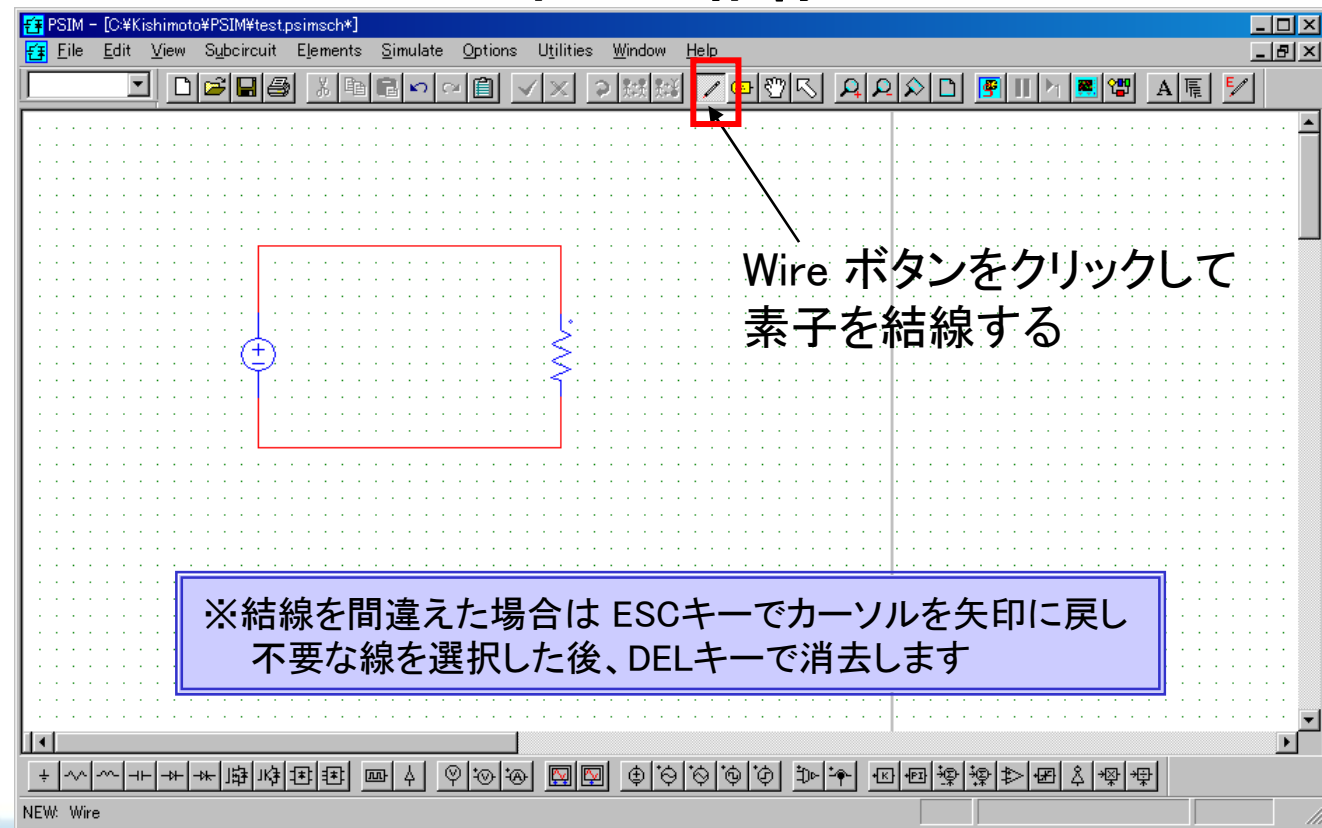 PSIM - [C:¥Kishimoto¥PSIM¥test.psimsch*]
File Edit View Subcircuit Elements Simulate Options Utilities Window Help
Wire ボタンをクリックして
素子を結線する
※結線を間違えた場合は ESCキーでカーソルを矢印に戻し
不要な線を選択した後、DELキーで消去します
NEW: Wire